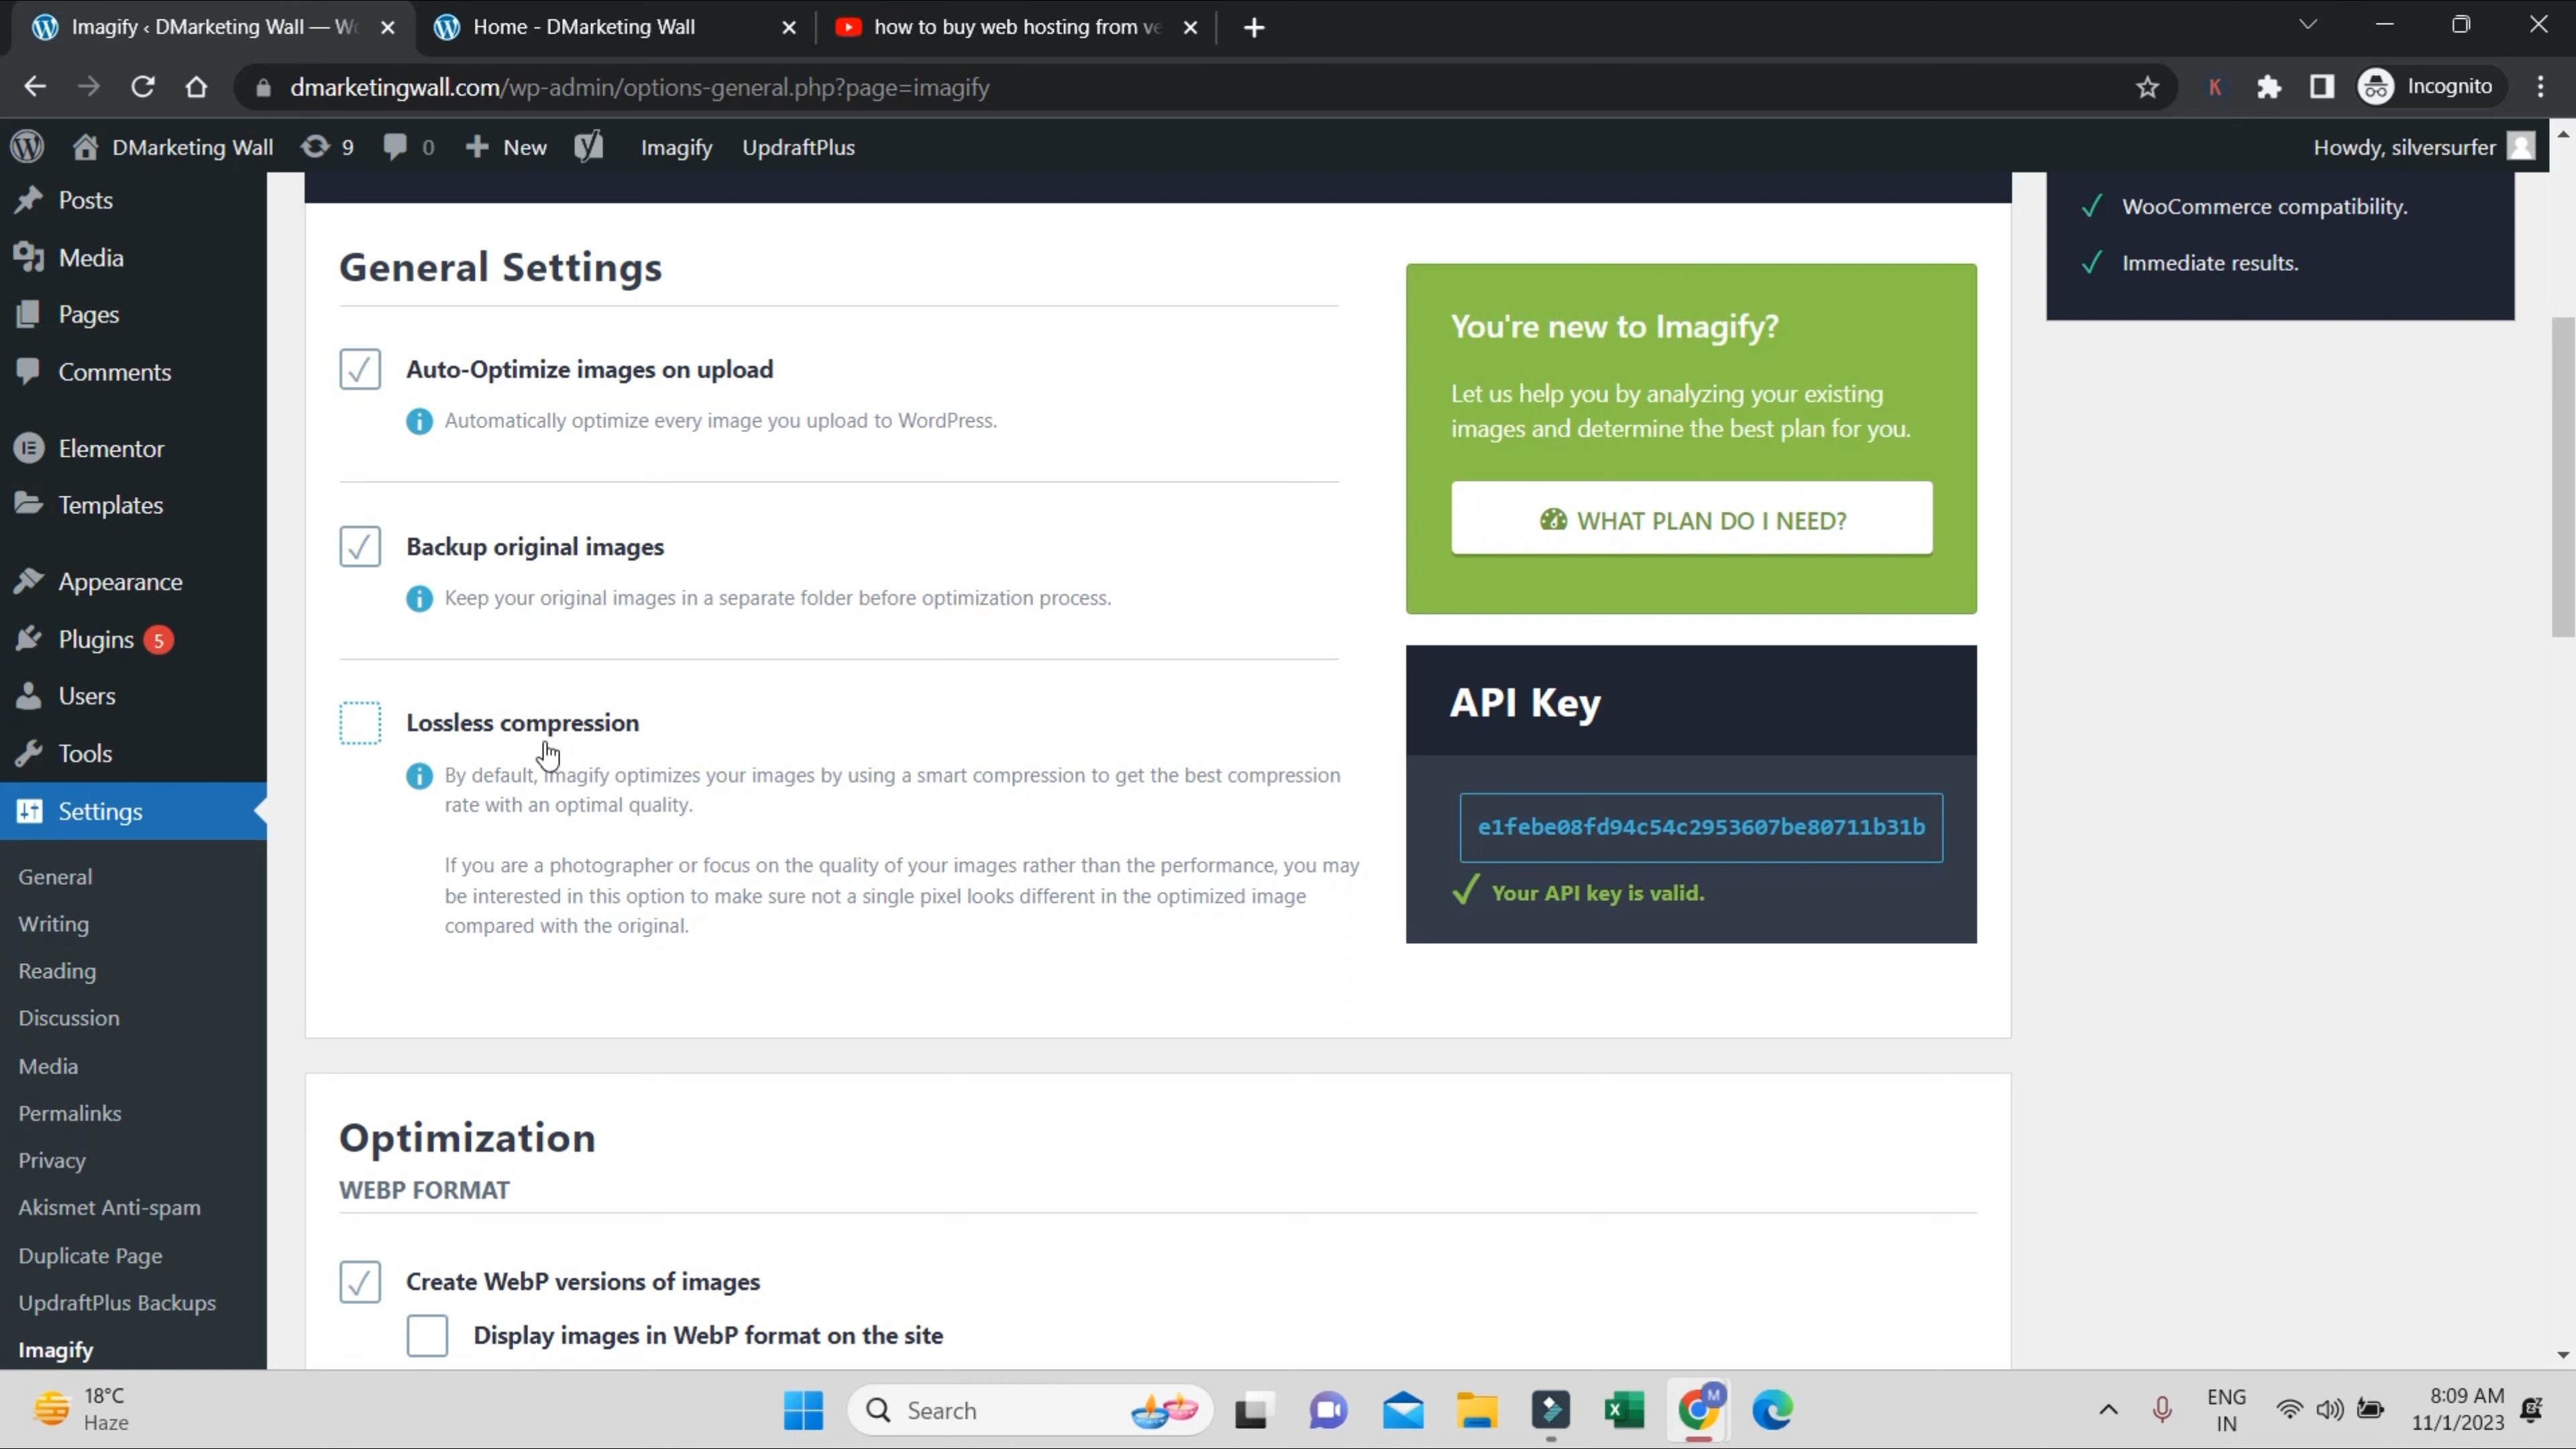 Imagify ‹ DMarketing Wall — Wo
Home - DMarketing Wall
how to buy web hosting from ve
dmarketingwall.com/wp-admin/options-general.php?page=imagify
K
Incognito
DMarketing Wall
9
0
New
Imagify
UpdraftPlus
Howdy, silversurfer
Posts
Media
Pages
Comments
Elementor
Templates
Appearance
Plugins 5
Users
Tools
Settings
General
Writing
Reading
Discussion
Media
Permalinks
Privacy
Akismet Anti-spam
Duplicate Page
UpdraftPlus Backups
Imagify
General Settings
Auto-Optimize images on upload
Automatically optimize every image you upload to WordPress.
Backup original images
Keep your original images in a separate folder before optimization process.
Lossless compression
By default, Imagify optimizes your images by using a smart compression to get the best compression
rate with an optimal quality.
If you are a photographer or focus on the quality of your images rather than the performance, you may
be interested in this option to make sure not a single pixel looks different in the optimized image
compared with the original.
You're new to Imagify?
Let us help you by analyzing your existing
images and determine the best plan for you.
WHAT PLAN DO I NEED?
API Key
e1febe08fd94c54c2953607be80711b31b
Your API key is valid.
WooCommerce compatibility.
Immediate results.
Optimization
WEBP FORMAT
Create WebP versions of images
Display images in WebP format on the site
18°C
Haze
Search
M
ENG
IN
8:09 AM
11/1/2023